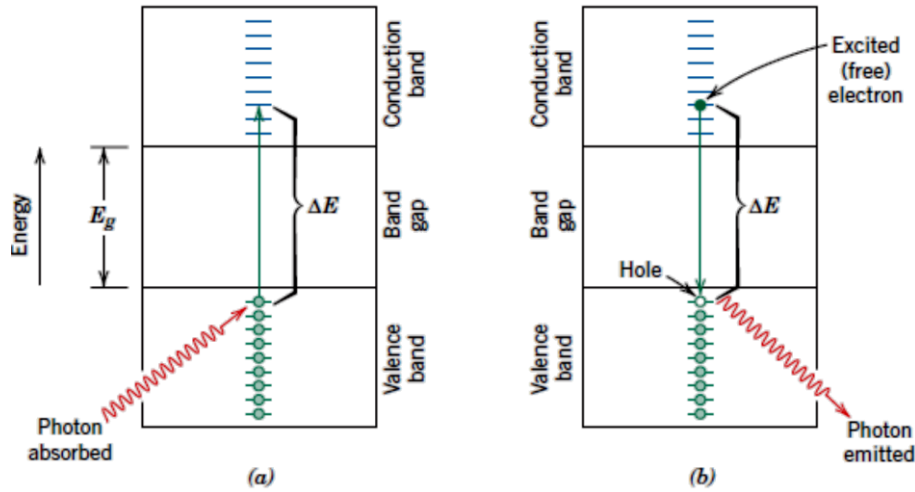 Energy
E_g
Conduction
band
Band
gap
Valence
band
ΔE
Photon
absorbed
(a)
Conduction
band
Band
gap
Valence
band
Excited
(free)
electron
ΔE
Hole
Photon
emitted
(b)